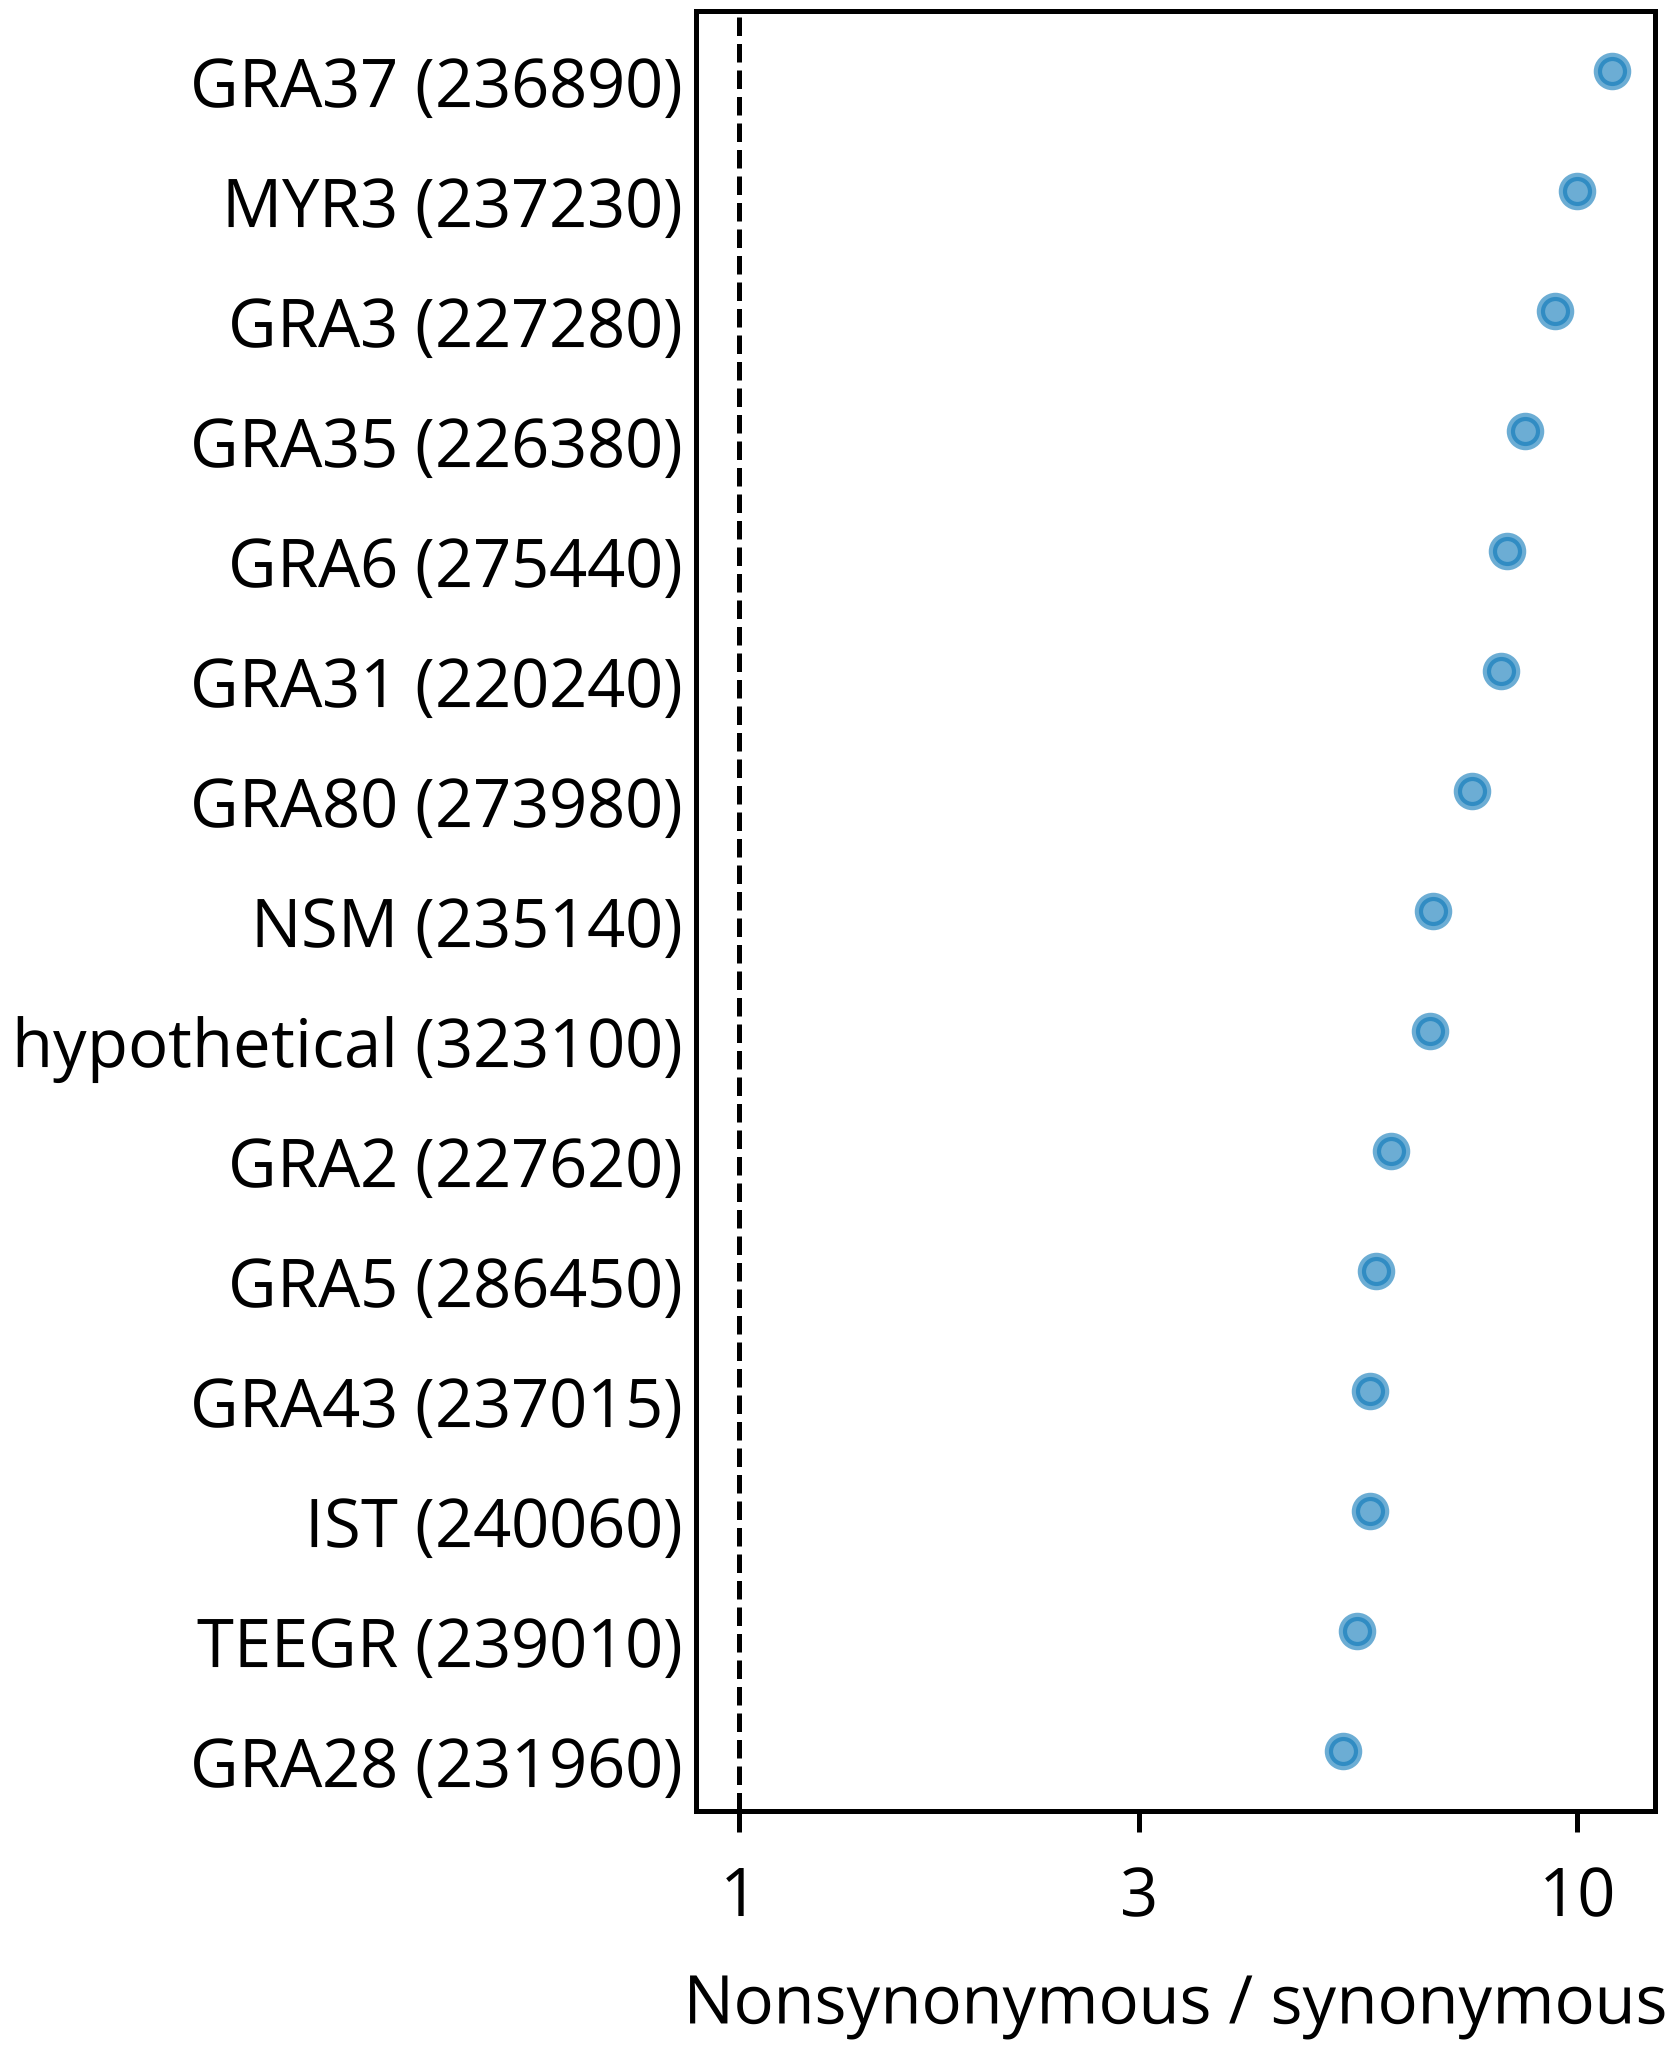 GRA37 (236890)
MYR3 (237230)
GRA3 (227280)
GRA35 (226380)
GRA6 (275440)
GRA31 (220240)
GRA80 (273980)
NSM (235140)
hypothetical (323100)
GRA2 (227620)
GRA5 (286450)
GRA43 (237015)
IST (240060)
TEEGR (239010)
GRA28 (231960)
1 3 10
Nonsynonymous / synonymous